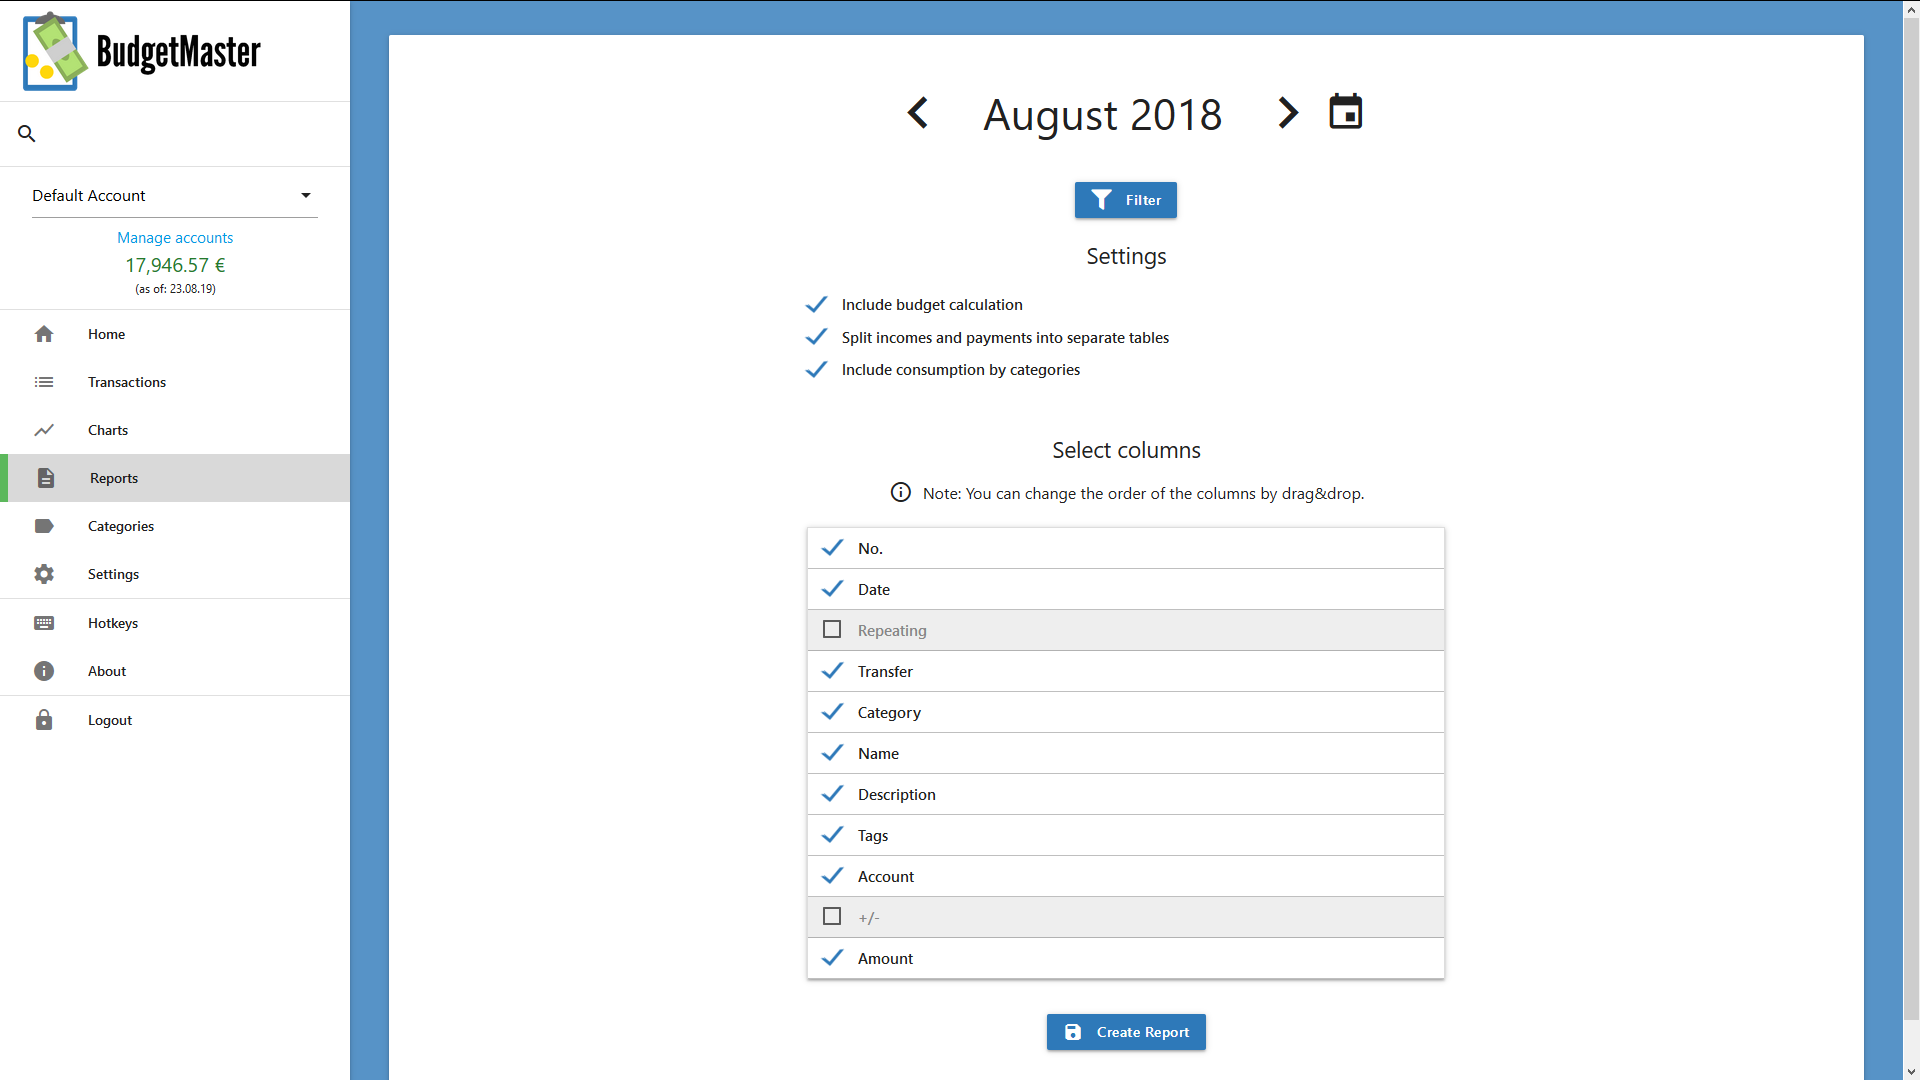 BudgetMaster
Default Account
Manage accounts
17,946.57 €
(as of: 23.08.19)
Home
Transactions
Charts
Reports
Categories
Settings
Hotkeys
About
Logout
August 2018
Filter
Settings
Include budget calculation
Split incomes and payments into separate tables
Include consumption by categories
Select columns
Note: You can change the order of the columns by drag&drop.
No.
Date
Repeating
Transfer
Category
Name
Description
Tags
Account
+/-
Amount
Create Report